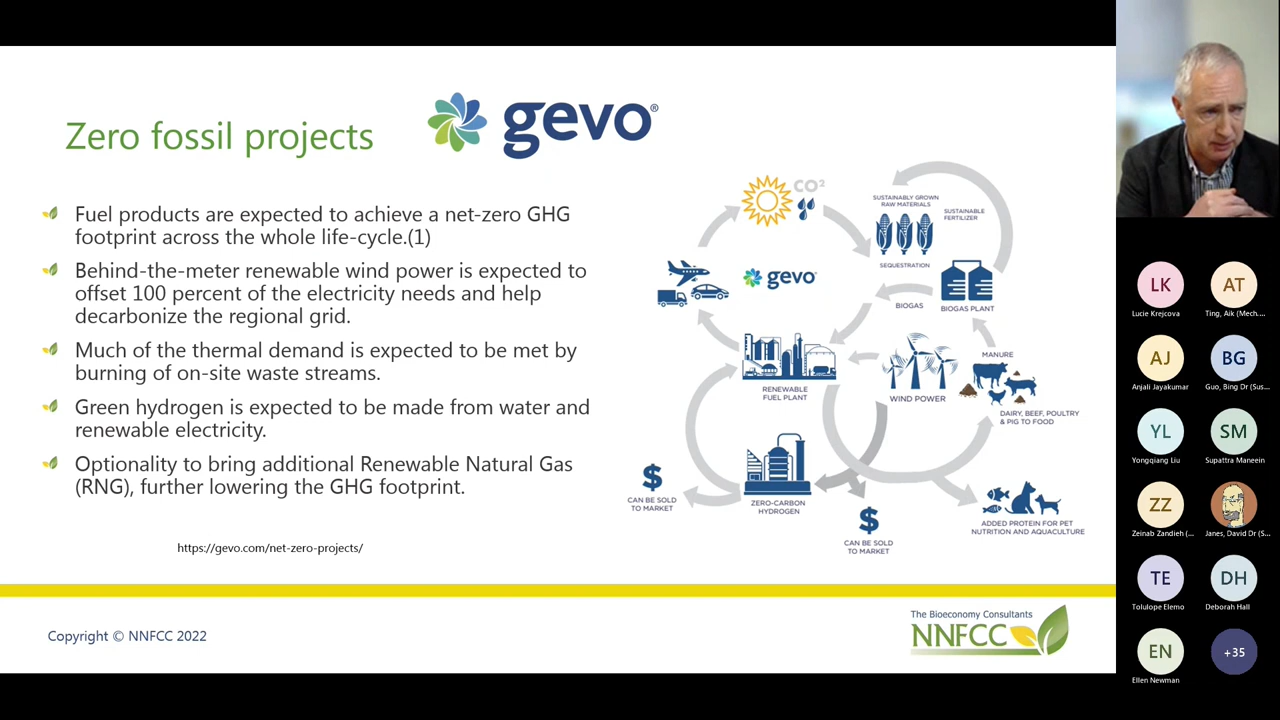 Zero fossil projects
gevo®
Fuel products are expected to achieve a net-zero GHG
footprint across the whole life-cycle.(1)
Behind-the-meter renewable wind power is expected to
offset 100 percent of the electricity needs and help
decarbonize the regional grid.
Much of the thermal demand is expected to be met by
burning of on-site waste streams.
Green hydrogen is expected to be made from water and
renewable electricity.
Optionality to bring additional Renewable Natural Gas
(RNG), further lowering the GHG footprint.
https://gevo.com/net-zero-projects/
CO²
SUSTAINABLY GROWN
RAW MATERIALS
SUSTAINABLE
FERTILIZER
SEQUESTRATION
gevo
BIOGAS
BIOGAS PLANT
MANURE
RENEWABLE
FUEL PLANT
WIND POWER
DAIRY, BEEF, POULTRY
& PIG TO FOOD
$
CAN BE SOLD
TO MARKET
ZERO-CARBON
HYDROGEN
$
CAN BE SOLD
TO MARKET
ADDED PROTEIN FOR PET
NUTRITION AND AQUACULTURE
Copyright © NNFCC 2022
The Bioeconomy Consultants
NNFCC
LK
Lucie Krejcova
AT
Ting, Aik (Mech....
AJ
Anjali Jayakumar
BG
Guo, Bing Dr (Sus...
YL
Yongqiang Liu
SM
Supattra Maneein
ZZ
Zeinab Zandieh (...
Janes, David Dr (S...
TE
Tolulope Elemo
DH
Deborah Hall
EN
Ellen Newman
+35